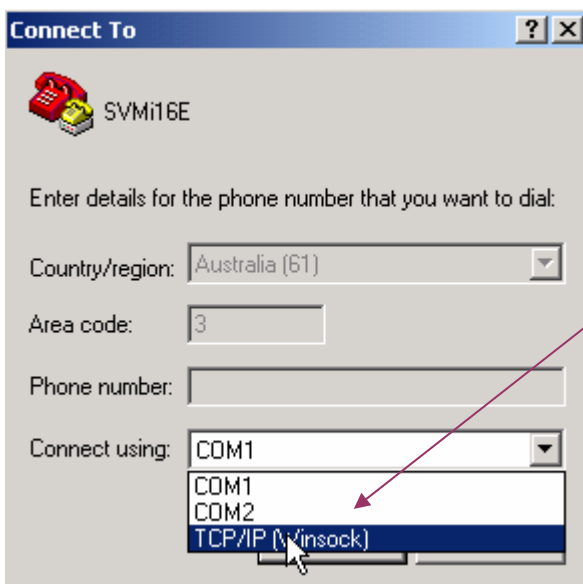 Connect To
SVMi16E
Enter details for the phone number that you want to dial:
Country/region: Australia (61)
Area code: 3
Phone number:
Connect using: COM1
COM1
COM2
TCP/IP (Winsock)